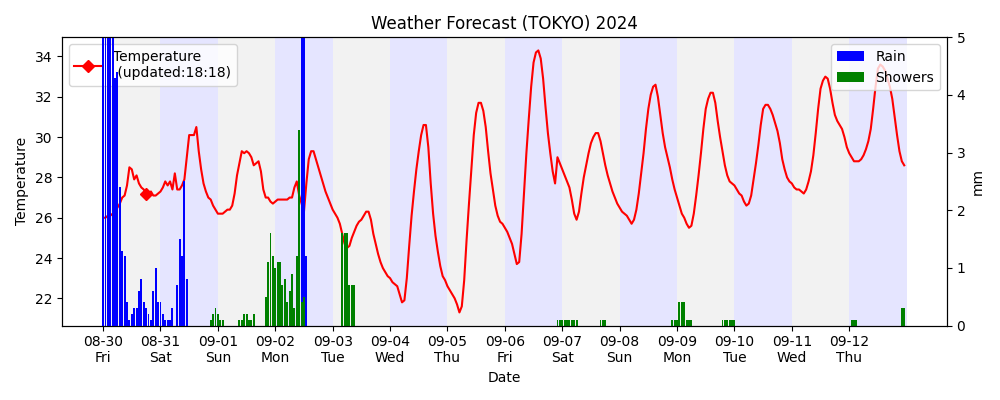 Weather Forecast (TOKYO) 2024
Temperature
(updated:18:18)
Rain
Showers
Temperature
34
32
30
28
26
24
22
5
4
3
2
1
0
mm
08-30 08-31 09-01 09-02 09-03 09-04 09-05 09-06 09-07 09-08 09-09 09-10 09-11 09-12
Fri Sat Sun Mon Tue Wed Thu Fri Sat Sun Mon Tue Wed Thu
Date